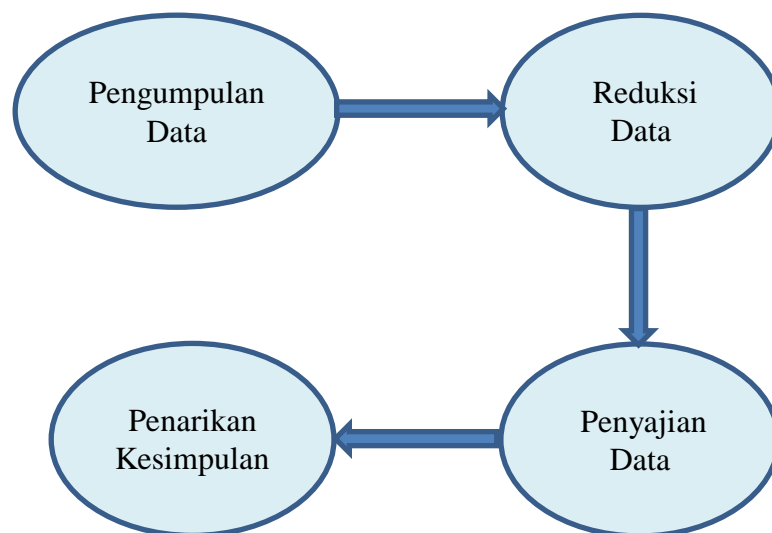 Pengumpulan
Data
Reduksi
Data
Penyajian
Data
Penarikan
Kesimpulan